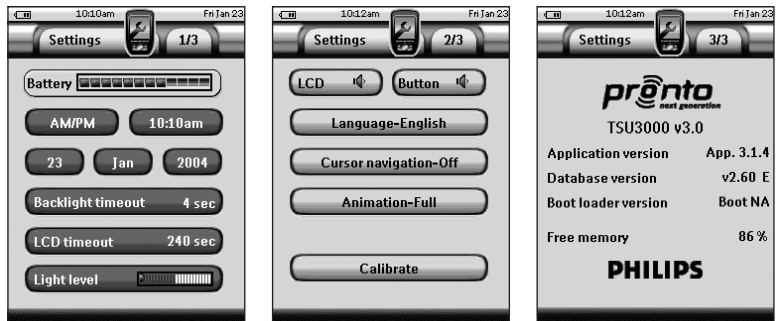 10:10am Fri Jan 23
Settings 1/3
Battery
AM/PM 10:10am
23 Jan 2004
Backlight timeout 4 sec
LCD timeout 240 sec
Light level
10:12am Fri Jan 23
Settings 2/3
LCD Button
Language-English
Cursor navigation-Off
Animation-Full
Calibrate
10:12am Fri Jan 23
Settings 3/3
pronto
next generation
TSU3000 v3.0
Application version App. 3.1.4
Database version v2.60 E
Boot loader version Boot NA
Free memory 86 %
PHILIPS